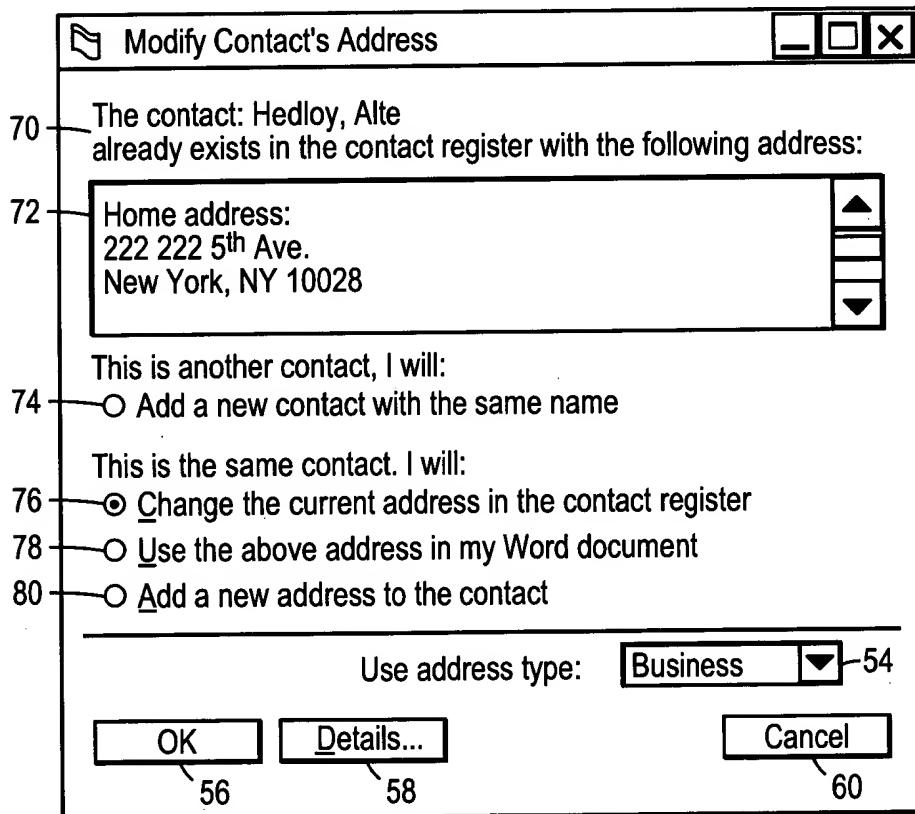 Modify Contact's Address
70
The contact: Hedloy, Alte
already exists in the contact register with the following address:
72
Home address:
222 222 5th Ave.
New York, NY 10028
This is another contact, I will:
74
Add a new contact with the same name
This is the same contact. I will:
76
Change the current address in the contact register
78
Use the above address in my Word document
80
Add a new address to the contact
Use address type: Business 54
OK Details... Cancel
56 58 60